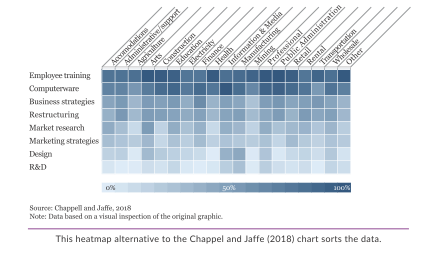 Accomodations
Administrative/support
Agriculture
Arts
Construction
Education
Electricity
Finance
Health
Information & Media
Manufacturing
Mining
Professional
Public Administration
Retail
Rental
Transportation
Wholesale
Other
Employee training
Computerware
Business strategies
Restructuring
Market research
Marketing strategies
Design
R&D
0% 50% 100%
Source: Chappell and Jaffe, 2018
Note: Data based on a visual inspection of the original graphic.
This heatmap alternative to the Chappel and Jaffe (2018) chart sorts the data.